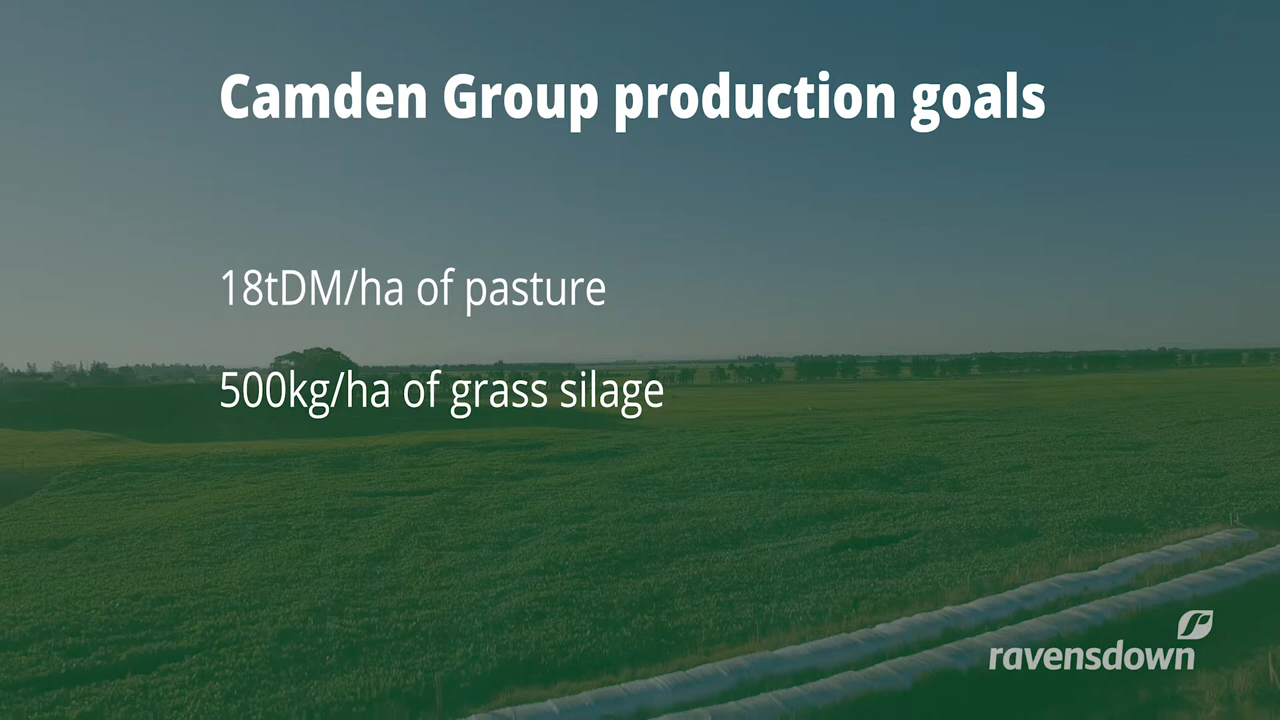 Camden Group production goals
18tDM/ha of pasture
500kg/ha of grass silage
ravensdown